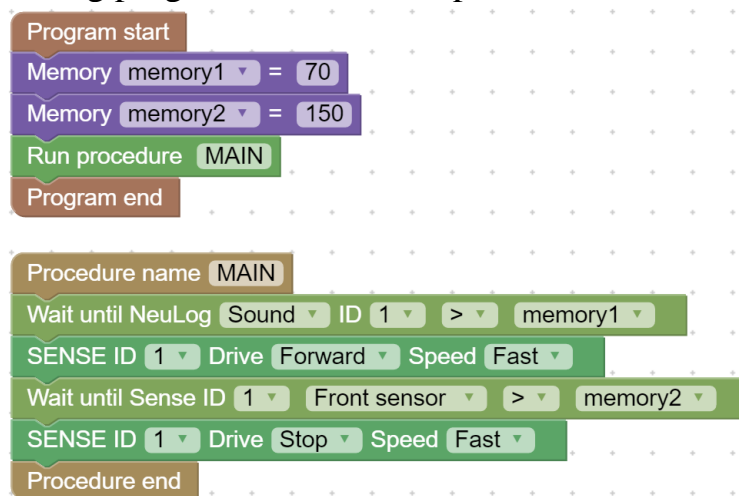 Program start
Memory memory1 = 70
Memory memory2 = 150
Run procedure MAIN
Program end
Procedure name MAIN
Wait until NeuLog Sound ID 1 > memory1
SENSE ID 1 Drive Forward Speed Fast
Wait until Sense ID 1 Front sensor > memory2
SENSE ID 1 Drive Stop Speed Fast
Procedure end